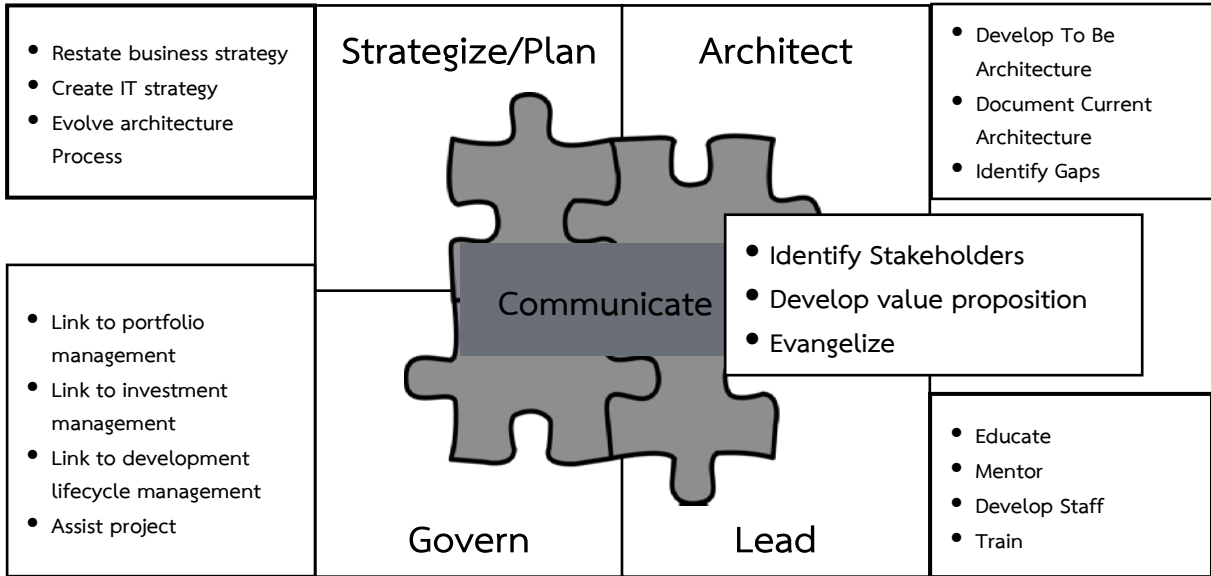 Restate business strategy
Create IT strategy
Evolve architecture
Process
Strategize/Plan
Architect
Develop To Be
Architecture
Document Current
Architecture
Identify Gaps
Communicate
Identify Stakeholders
Develop value proposition
Evangelize
Link to portfolio
management
Link to investment
management
Link to development
lifecycle management
Assist project
Govern
Lead
Educate
Mentor
Develop Staff
Train